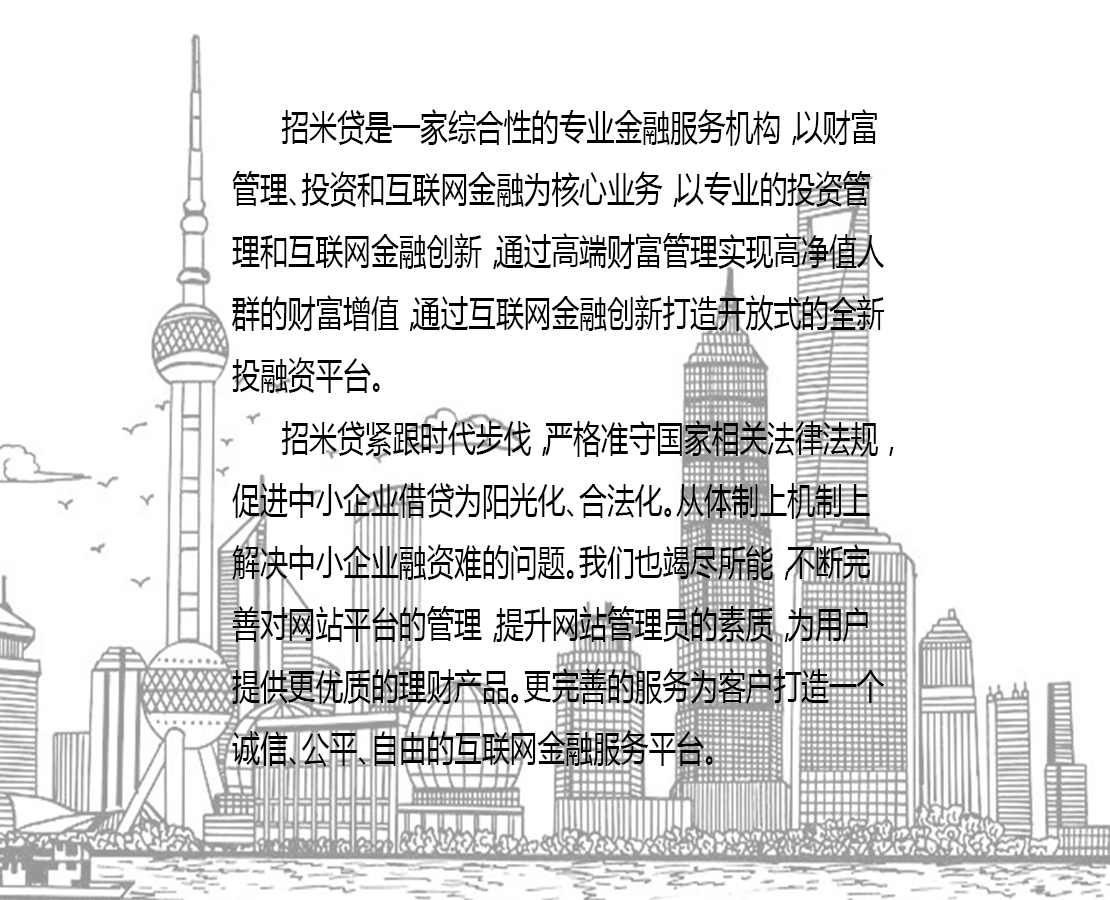 招米贷是一家综合性的专业金融服务机构,以财富
管理、投资和互联网金融为核心业务,以专业的投资管
理和互联网金融创新,通过高端财富管理实现高净值人
群的财富增值,通过互联网金融创新打造开放式的全新
投融资平台。
招米贷紧跟时代步伐,严格准守国家相关法律法规,
促进中小企业借贷为阳光化、合法化。从体制上机制上
解决中小企业融资难的问题。我们也竭尽所能,不断完
善对网站平台的管理,提升网站管理员的素质,为用户
提供更优质的理财产品。更完善的服务为客户打造一个
诚信、公平、自由的互联网金融服务平台。